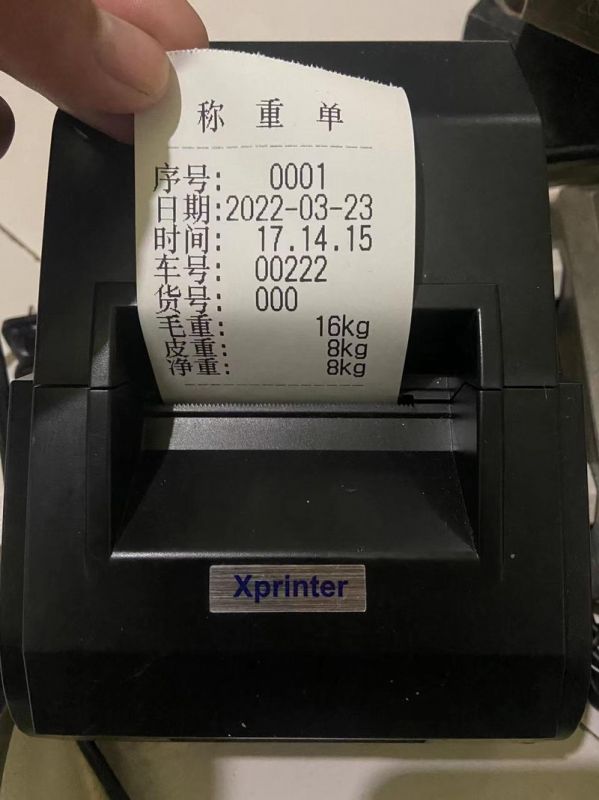 称重单
序号: 0001
日期:2022-03-23
时间: 17.14.15
车号: 00222
货号: 000
毛重: 16kg
皮重: 8kg
净重: 8kg
Xprinter